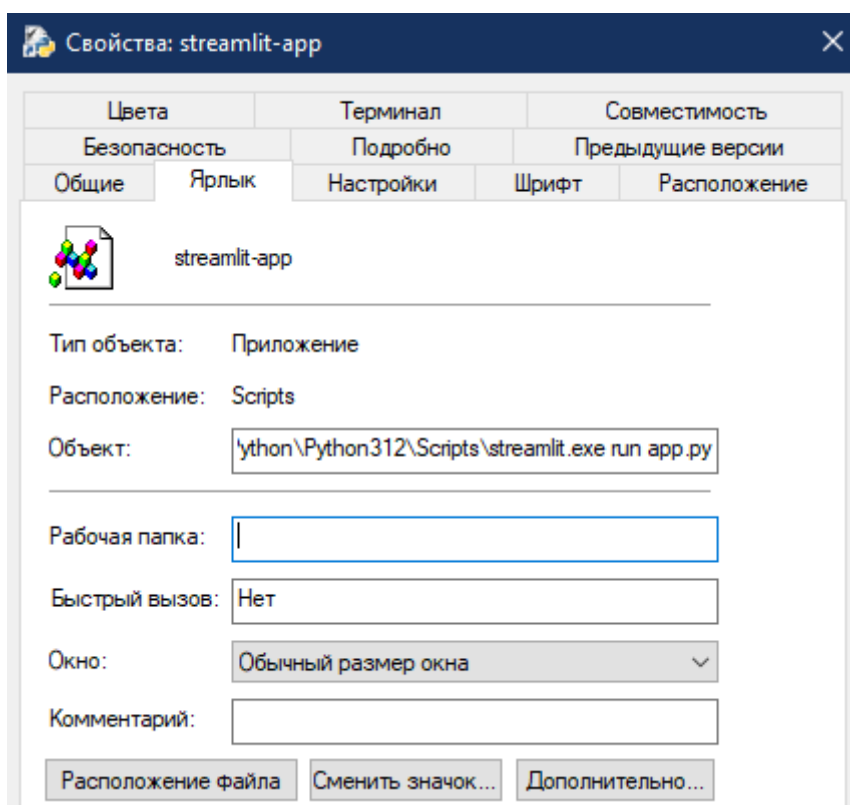 Свойства: streamlit-app
Цвета Терминал Совместимость
Безопасность Подробно Предыдущие версии
Общие Ярлык Настройки Шрифт Расположение
streamlit-app
Тип объекта: Приложение
Расположение: Scripts
Объект: ython\Python312\Scripts\streamlit.exe run app.py
Рабочая папка:
Быстрый вызов: Нет
Окно: Обычный размер окна
Комментарий:
Расположение файла Сменить значок... Дополнительно...